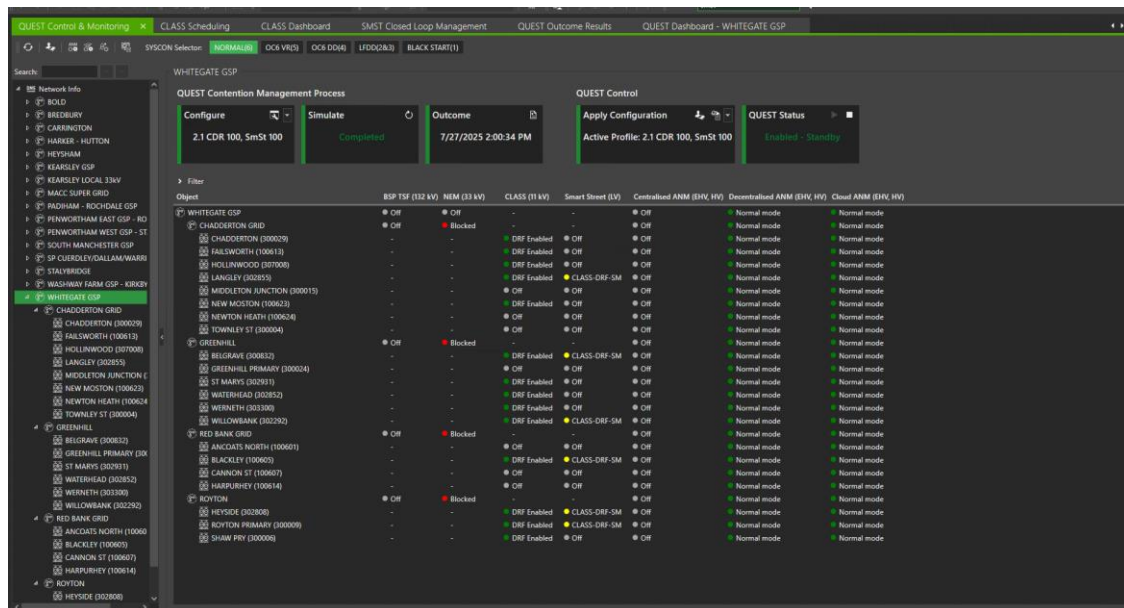 QUEST Control & Monitoring × CLASS Scheduling CLASS Dashboard SMST Closed Loop Management QUEST Outcome Results QUEST Dashboard - WHITEGATE GSP
SYSCON Selector: NORMAL(6) OC6 VR(5) OC6 DD(4) LFDD(2&3) BLACK START(1)
Search:
Network Info
BOLD
BREDBURY
CARRINGTON
HARKER - HUTTON
HEYSHAM
KEARSLEY GSP
KEARSLEY LOCAL 33kV
MACC SUPER GRID
PADIHAM - ROCHDALE GSP
PENWORTHAM EAST GSP - RO
PENWORTHAM WEST GSP - ST
SOUTH MANCHESTER GSP
SP CUERDLEY/DALLAM/WARRI
STALYBRIDGE
WASHWAY FARM GSP - KIRKBY
WHITEGATE GSP
CHADDERTON GRID
CHADDERTON (300029)
FAILSWORTH (100613)
HOLLINWOOD (307008)
LANGLEY (302855)
MIDDLETON JUNCTION (
NEW MOSTON (100623)
NEWTON HEATH (100624
TOWNLEY ST (300004)
GREENHILL
BELGRAVE (300832)
GREENHILL PRIMARY (300
ST MARYS (302931)
WATERHEAD (302852)
WERNETH (303300)
WILLOWBANK (302292)
RED BANK GRID
ANCOATS NORTH (10060
BLACKLEY (100605)
CANNON ST (100607)
HARPURHEY (100614)
ROYTON
HEYSIDE (302808)
WHITEGATE GSP
QUEST Contention Management Process QUEST Control
Configure Simulate Outcome Apply Configuration QUEST Status
2.1 CDR 100, SmSt 100 Completed 7/27/2025 2:00:34 PM Active Profile: 2.1 CDR 100, SmSt 100 Enabled - Standby
Filter
Object BSP TSF (132 kV) NEM (33 kV) CLASS (11 kV) Smart Street (LV) Centralised ANM (EHV, HV) Decentralised ANM (EHV, HV) Cloud ANM (EHV, HV)
WHITEGATE GSP Off Off - - Off Normal mode Normal mode
CHADDERTON GRID Off Blocked - - Off Normal mode Normal mode
CHADDERTON (300029) - - DRF Enabled Off Off Normal mode Normal mode
FAILSWORTH (100613) - - DRF Enabled Off Off Normal mode Normal mode
HOLLINWOOD (307008) - - DRF Enabled Off Off Normal mode Normal mode
LANGLEY (302855) - - DRF Enabled CLASS-DRF-SM Off Normal mode Normal mode
MIDDLETON JUNCTION (300015) - - Off Off Off Normal mode Normal mode
NEW MOSTON (100623) - - DRF Enabled Off Off Normal mode Normal mode
NEWTON HEATH (100624) - - Off Off Off Normal mode Normal mode
TOWNLEY ST (300004) - - Off Off Off Normal mode Normal mode
GREENHILL Off Blocked - - Off Normal mode Normal mode
BELGRAVE (300832) - - DRF Enabled CLASS-DRF-SM Off Normal mode Normal mode
GREENHILL PRIMARY (300024) - - Off Off Off Normal mode Normal mode
ST MARYS (302931) - - DRF Enabled Off Off Normal mode Normal mode
WATERHEAD (302852) - - DRF Enabled Off Off Normal mode Normal mode
WERNETH (303300) - - DRF Enabled Off Off Normal mode Normal mode
WILLOWBANK (302292) - - DRF Enabled CLASS-DRF-SM Off Normal mode Normal mode
RED BANK GRID Off Blocked - - Off Normal mode Normal mode
ANCOATS NORTH (100601) - - Off Off Off Normal mode Normal mode
BLACKLEY (100605) - - DRF Enabled CLASS-DRF-SM Off Normal mode Normal mode
CANNON ST (100607) - - Off Off Off Normal mode Normal mode
HARPURHEY (100614) - - Off Off Off Normal mode Normal mode
ROYTON Off Blocked - - Off Normal mode Normal mode
HEYSIDE (302808) - - DRF Enabled CLASS-DRF-SM Off Normal mode Normal mode
ROYTON PRIMARY (300009) - - DRF Enabled CLASS-DRF-SM Off Normal mode Normal mode
SHAW PRY (300006) - - DRF Enabled Off Off Normal mode Normal mode